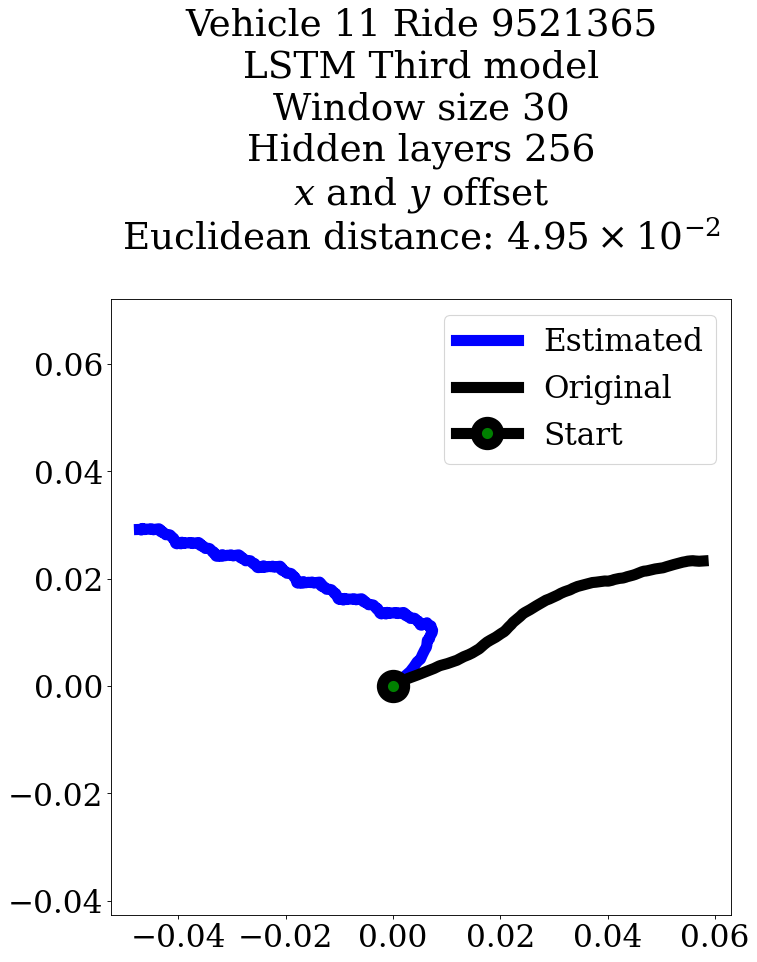 Vehicle 11 Ride 9521365
LSTM Third model
Window size 30
Hidden layers 256
x and y offset
Euclidean distance: 4.95 × 10⁻²
Estimated
Original
Start
0.06
0.04
0.02
0.00
−0.02
−0.04
−0.04 −0.02 0.00 0.02 0.04 0.06